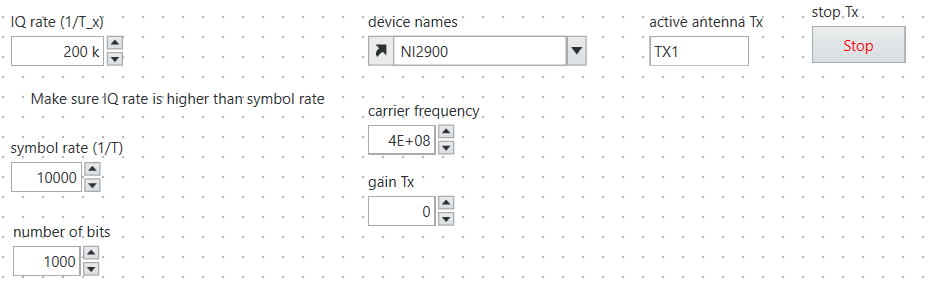 IQ rate (1/T_x)
200 k
Make sure IQ rate is higher than symbol rate
symbol rate (1/T)
10000
number of bits
1000
device names
NI2900
carrier frequency
4E+08
gain Tx
0
active antenna Tx
TX1
stop Tx
Stop